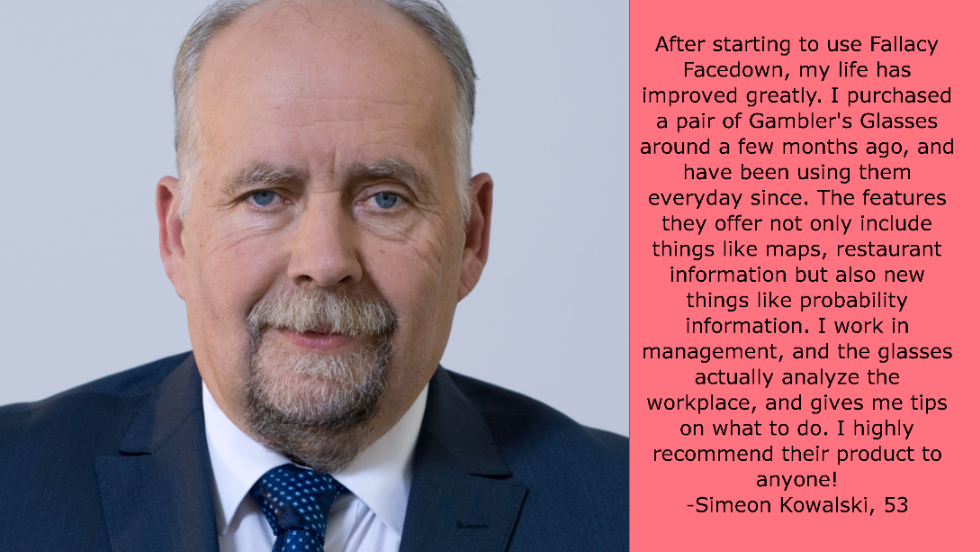 After starting to use Fallacy
Facedown, my life has
improved greatly. I purchased
a pair of Gambler's Glasses
around a few months ago, and
have been using them
everyday since. The features
they offer not only include
things like maps, restaurant
information but also new
things like probability
information. I work in
management, and the glasses
actually analyze the
workplace, and gives me tips
on what to do. I highly
recommend their product to
anyone!
-Simeon Kowalski, 53